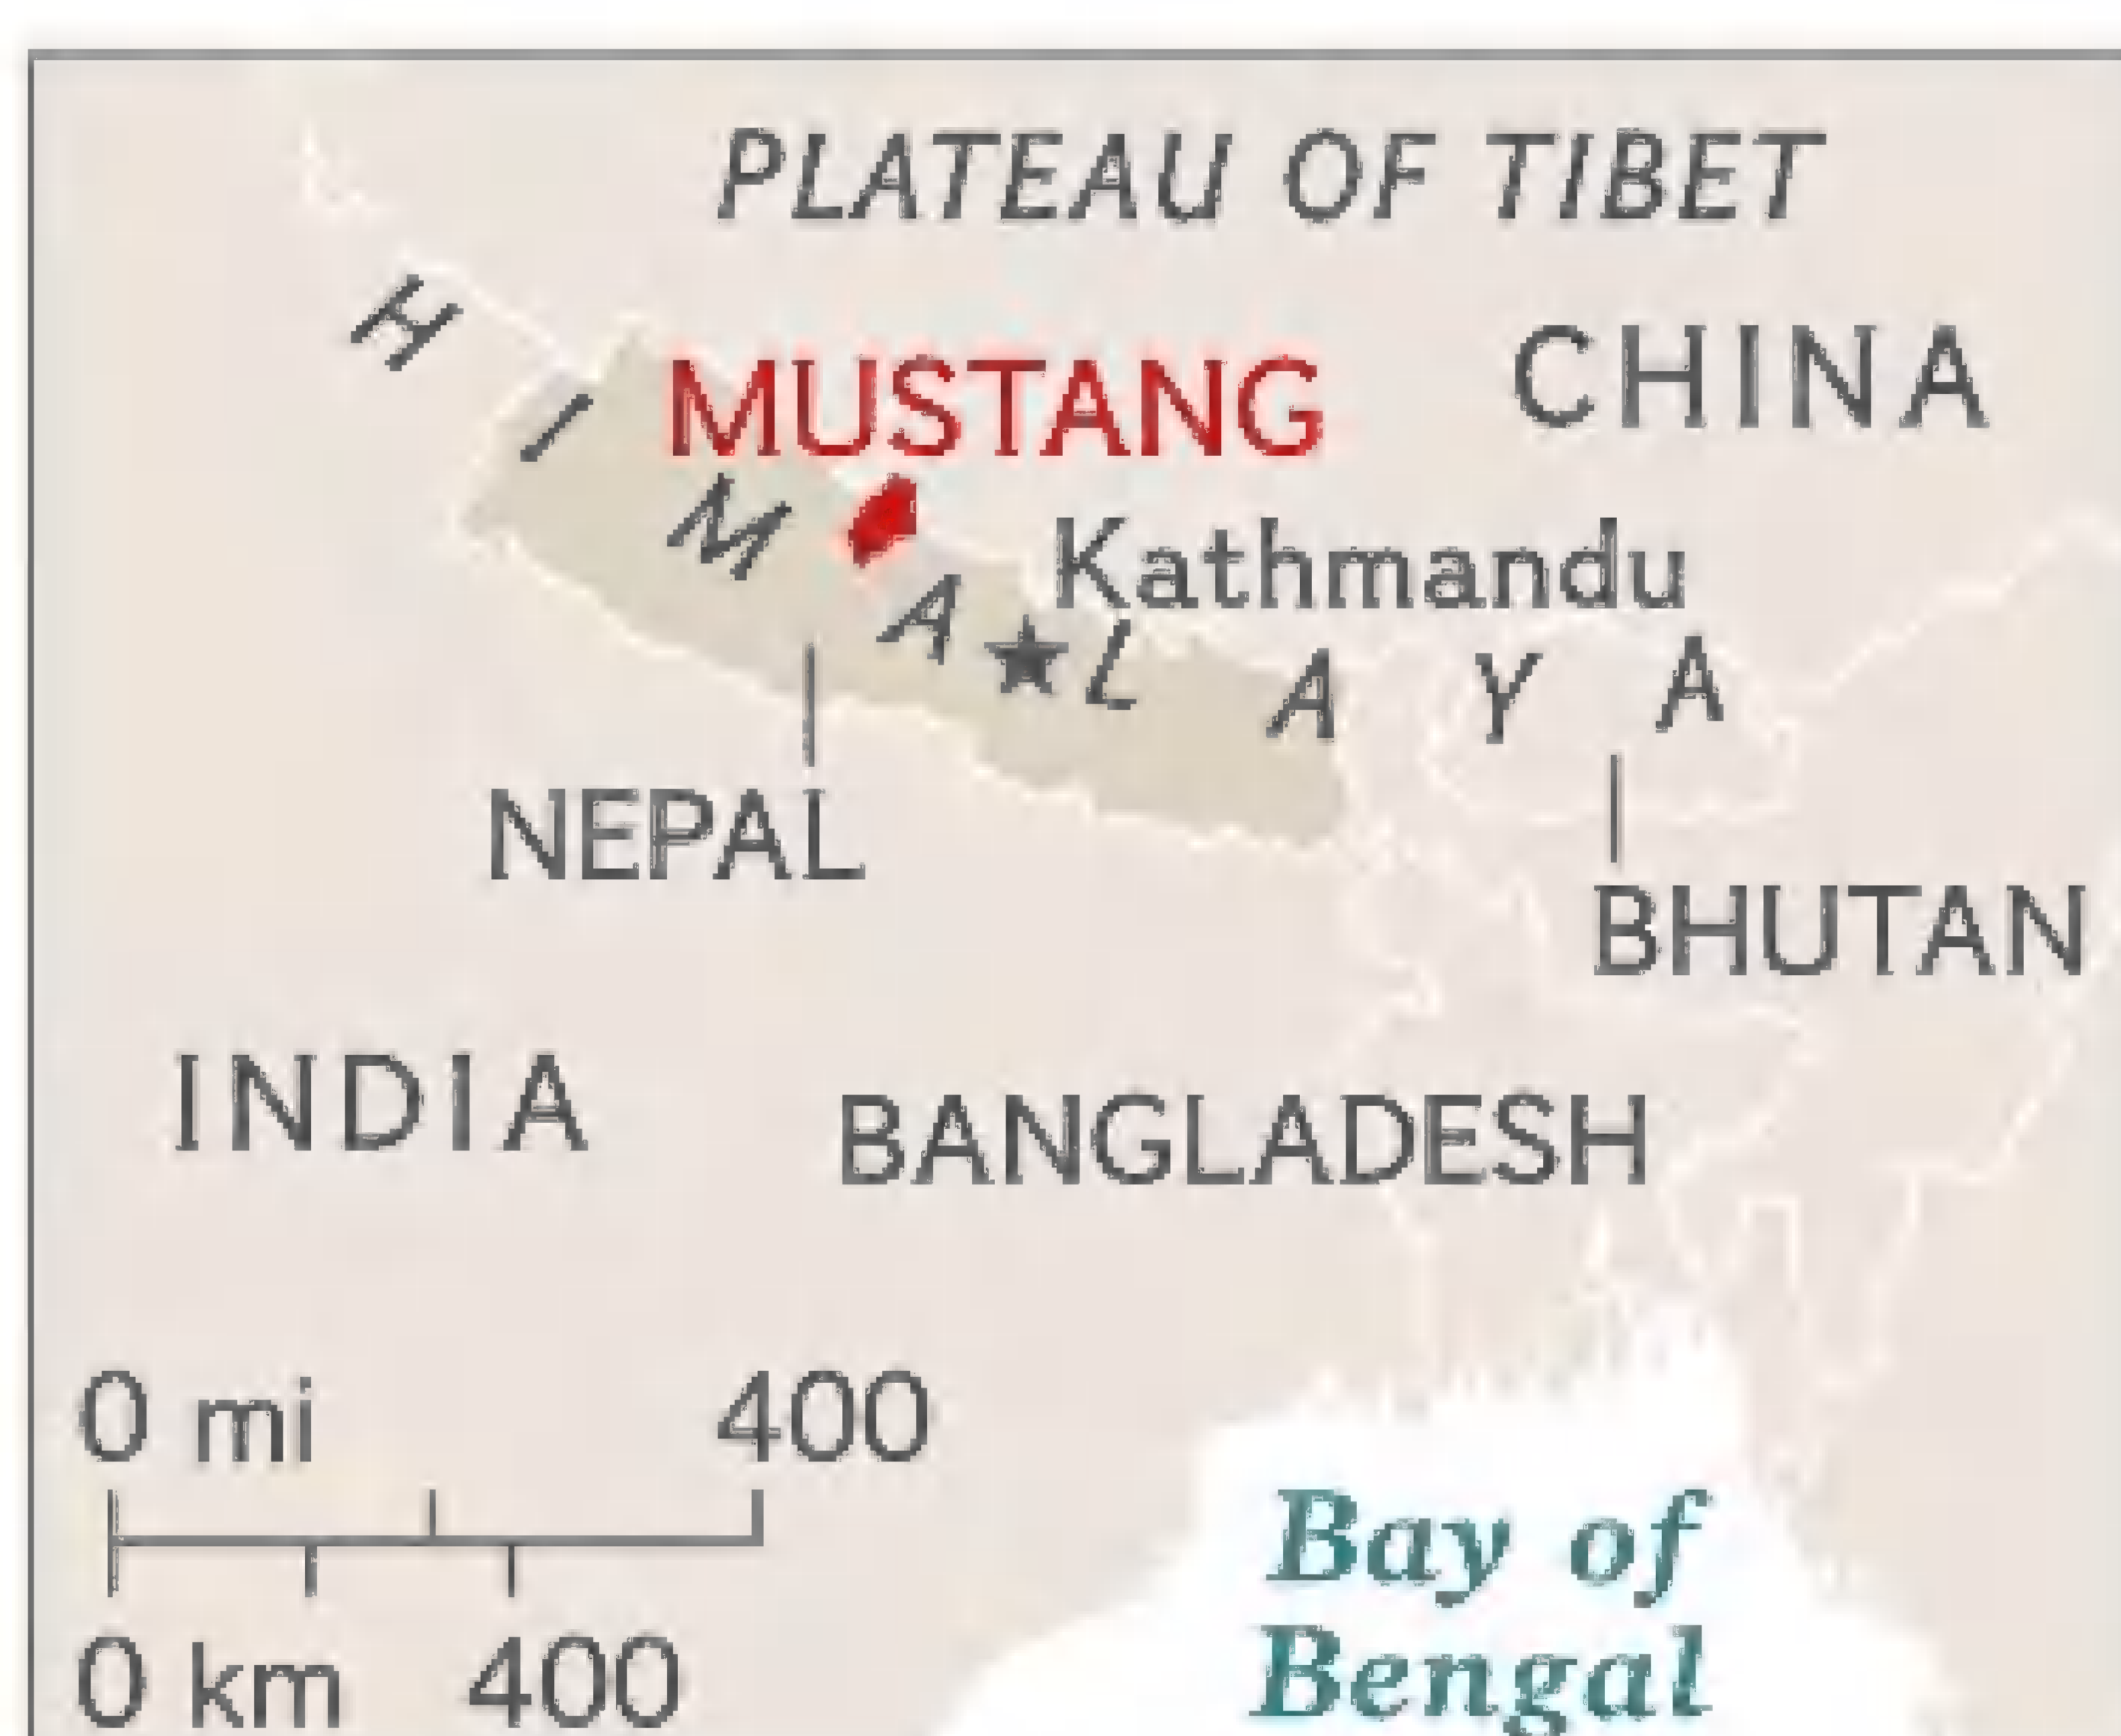 PLATEAU OF TIBET
CHINA
MUSTANG
HIMALAYA
Kathmandu
NEPAL
BHUTAN
INDIA
BANGLADESH
0 mi 400
0 km 400
Bay of
Bengal